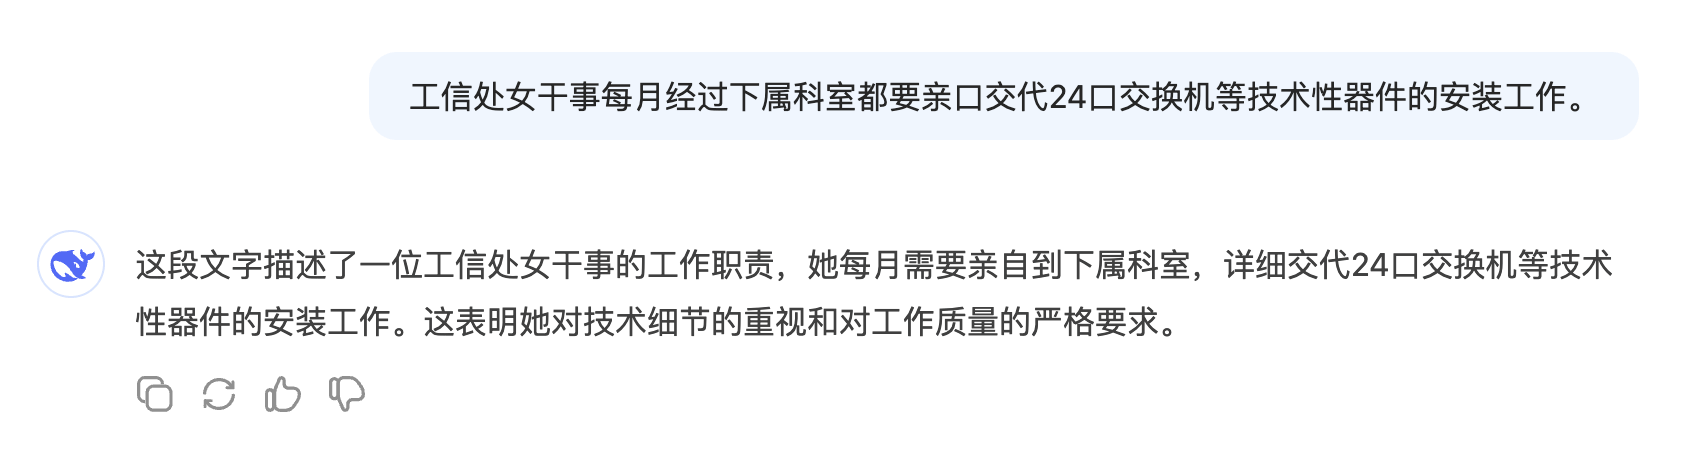 工信处女干事每月经过下属科室都要亲口交代24口交换机等技术性器件的安装工作。
这段文字描述了一位工信处女干事的工作职责，她每月需要亲自到下属科室，详细交代24口交换机等技术
性器件的安装工作。这表明她对技术细节的重视和对工作质量的严格要求。